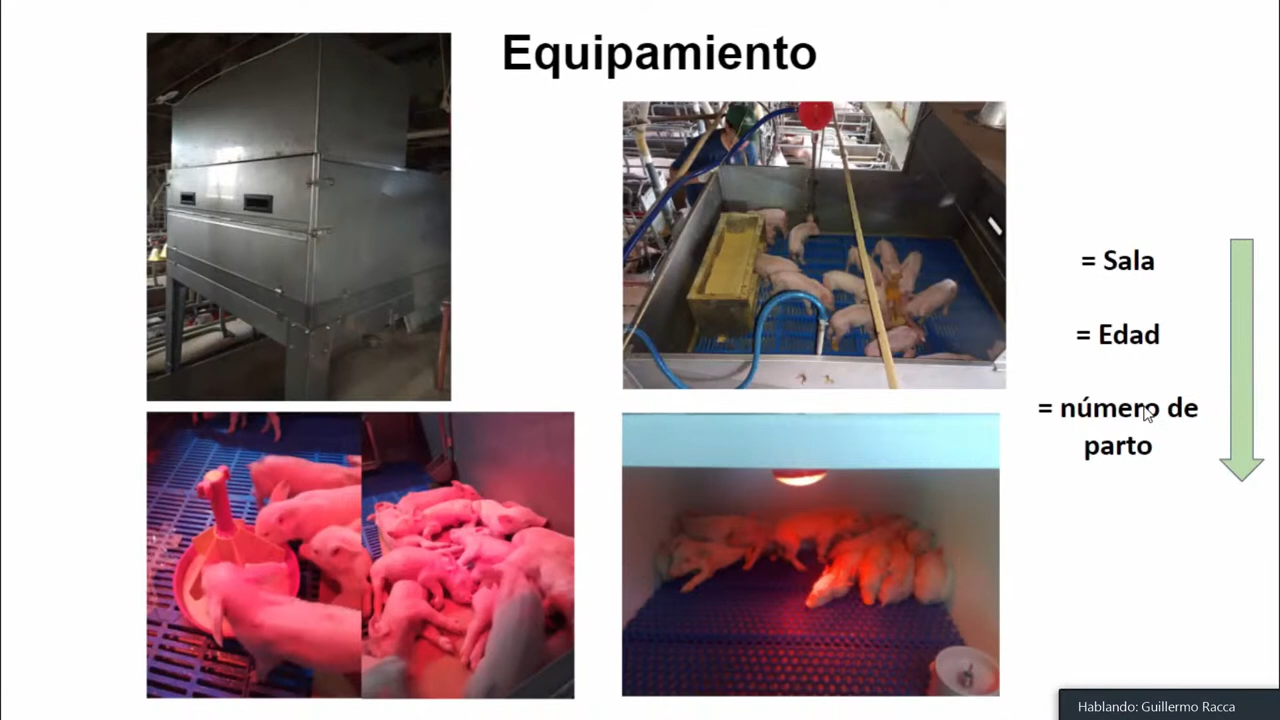 Equipamiento
= Sala
= Edad
= número de
parto
Hablando: Guillermo Racca